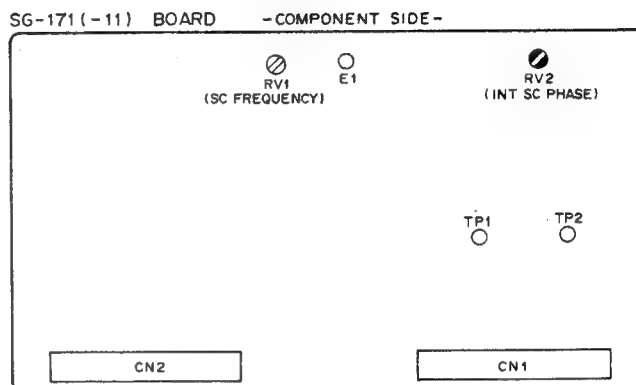 SG-171(-11) BOARD -COMPONENT SIDE-
RV1
(SC FREQUENCY)
E1
RV2
(INT SC PHASE)
TP1
TP2
CN2
CN1